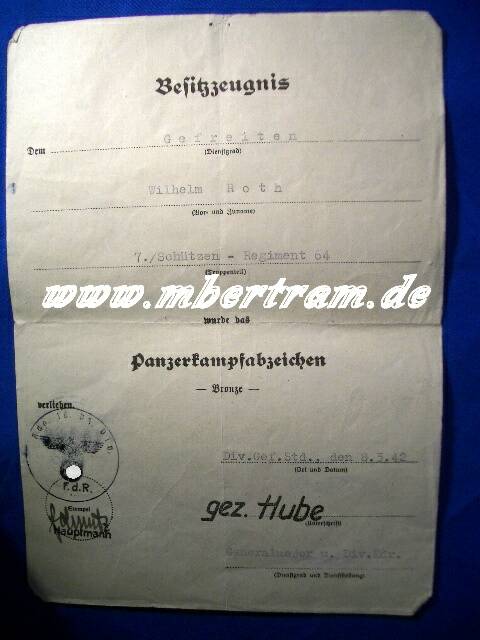 Besitzzeugnis
Dem Gefreiten
(Dienstgrad)
Wilhelm Roth
(Vor- und Zuname)
7./Schützen - Regiment 64
(Truppenteil)
www.mbertram.de
wurde das
Panzerkampfabzeichen
— Bronze —
verliehen.
Div.Gef.Std., den 8.5.42
(Ort und Datum)
F.d.R.
Stempel
gez. Hube
(Unterschrift)
Hauptmann
Generalmajor u. Div.Kdr.
(Dienstgrad und Dienststellung)